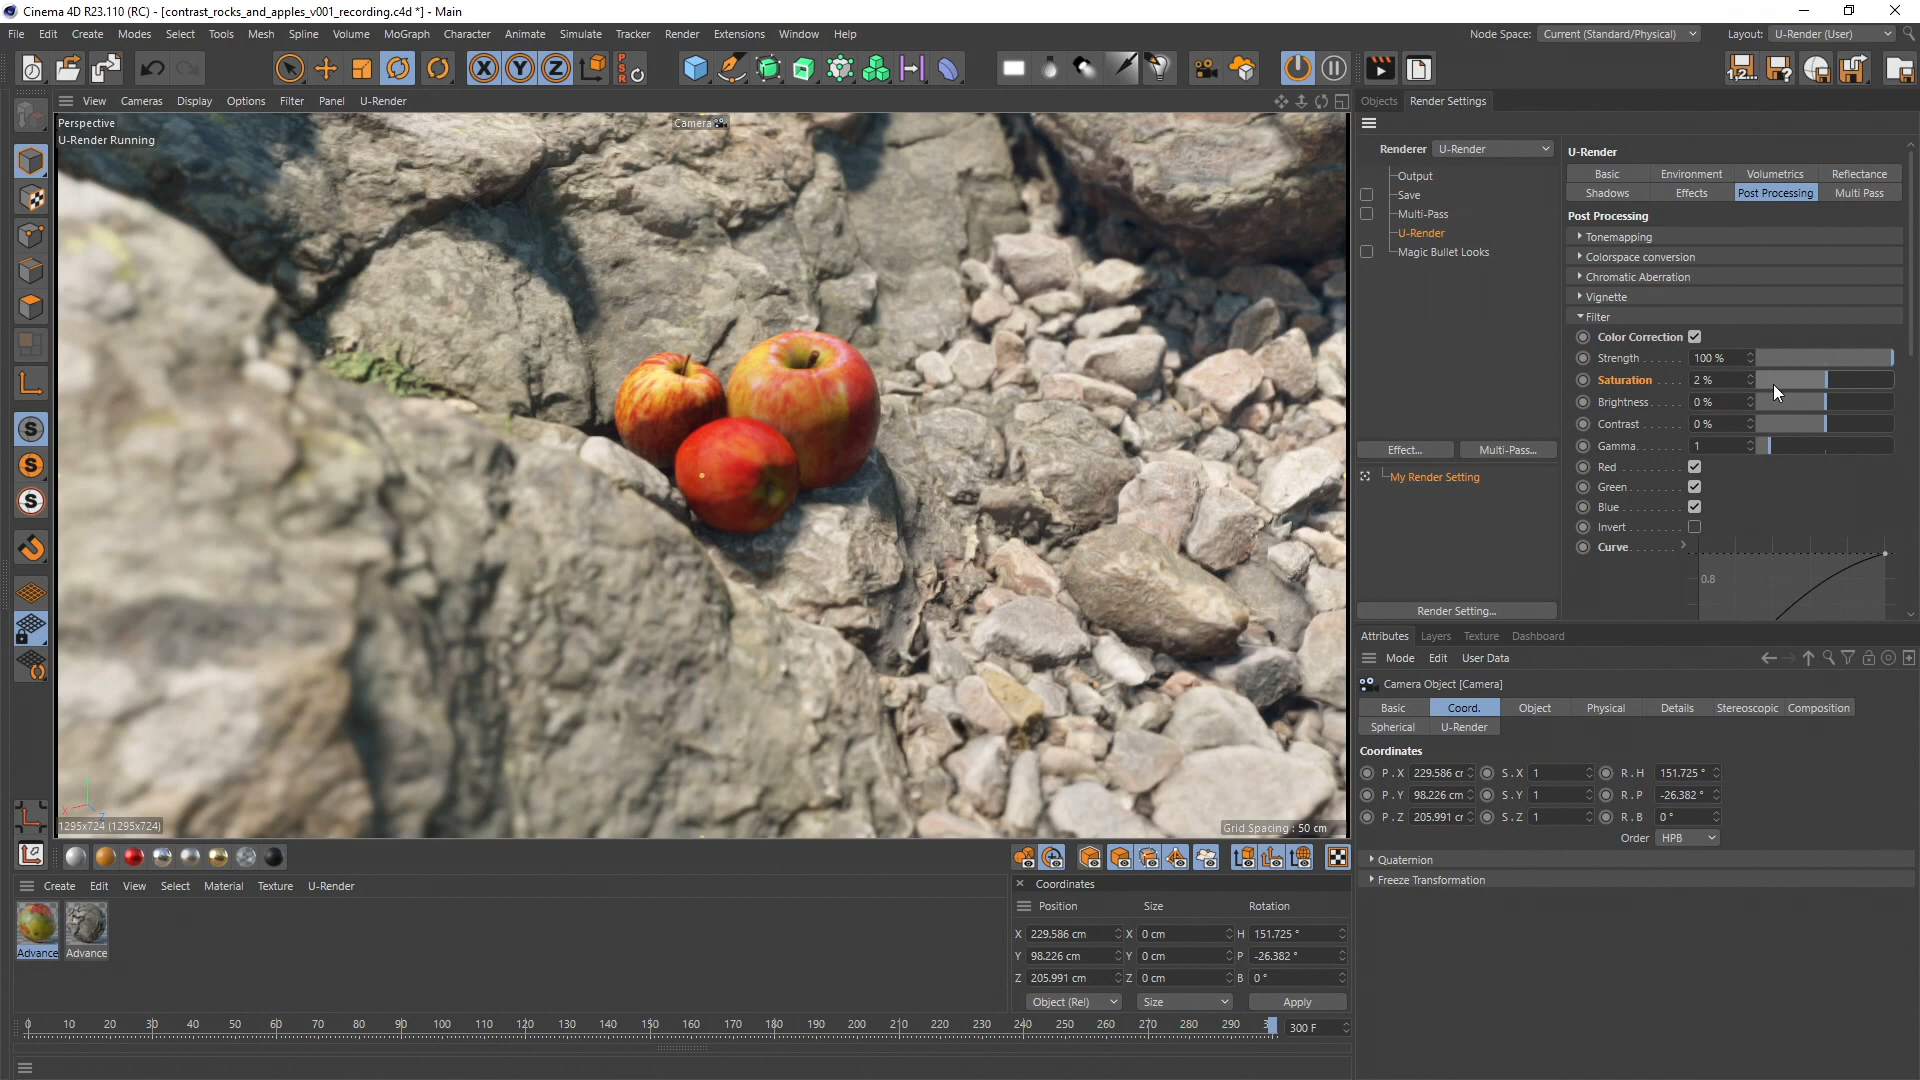 Cinema 4D R23.110 (RC) - [contrast_rocks_and_apples_v001_recording.c4d *] - Main
File Edit Create Modes Select Tools Mesh Spline Volume MoGraph Character Animate Simulate Tracker Render Extensions Window Help
Node Space: Current (Standard/Physical) Layout: U-Render (User)
X Y Z PSR
1,2... ?
View Cameras Display Options Filter Panel U-Render
Objects Render Settings
Perspective
Camera
U-Render Running
Renderer U-Render
Output
Save
Multi-Pass
U-Render
Magic Bullet Looks
Effect... Multi-Pass...
My Render Setting
Render Setting...
U-Render
Basic Environment Volumetrics Reflectance
Shadows Effects Post Processing Multi Pass
Post Processing
Tonemapping
Colorspace conversion
Chromatic Aberration
Vignette
Filter
Color Correction
Strength . . . . . . 100 %
Saturation . . . . 2 %
Brightness . . . . . 0 %
Contrast . . . . . . 0 %
Gamma. . . . . . . 1
Red . . . . . . . .
Green . . . . . . .
Blue . . . . . . . .
Invert . . . . . . .
Curve . . . . . . .
0.8
S
S
S
Attributes Layers Texture Dashboard
Mode Edit User Data
Camera Object [Camera]
Basic Coord. Object Physical Details Stereoscopic Composition
Spherical U-Render
Coordinates
P . X 229.586 cr S . X 1 R . H 151.725 °
P . Y 98.226 cm S . Y 1 R . P -26.382 °
P . Z 205.991 cr S . Z 1 R . B 0 °
Order HPB
Quaternion
Freeze Transformation
X Z
1295x724 (1295x724)
Grid Spacing : 50 cm
Create Edit View Select Material Texture U-Render
Advance Advance
Coordinates
Position Size Rotation
X 229.586 cm X 0 cm H 151.725 °
Y 98.226 cm Y 0 cm P -26.382 °
Z 205.991 cm Z 0 cm B 0 °
Object (Rel) Size Apply
0 10 20 30 40 50 60 70 80 90 100 110 120 130 140 150 160 170 180 190 200 210 220 230 240 250 260 270 280 290 300 F